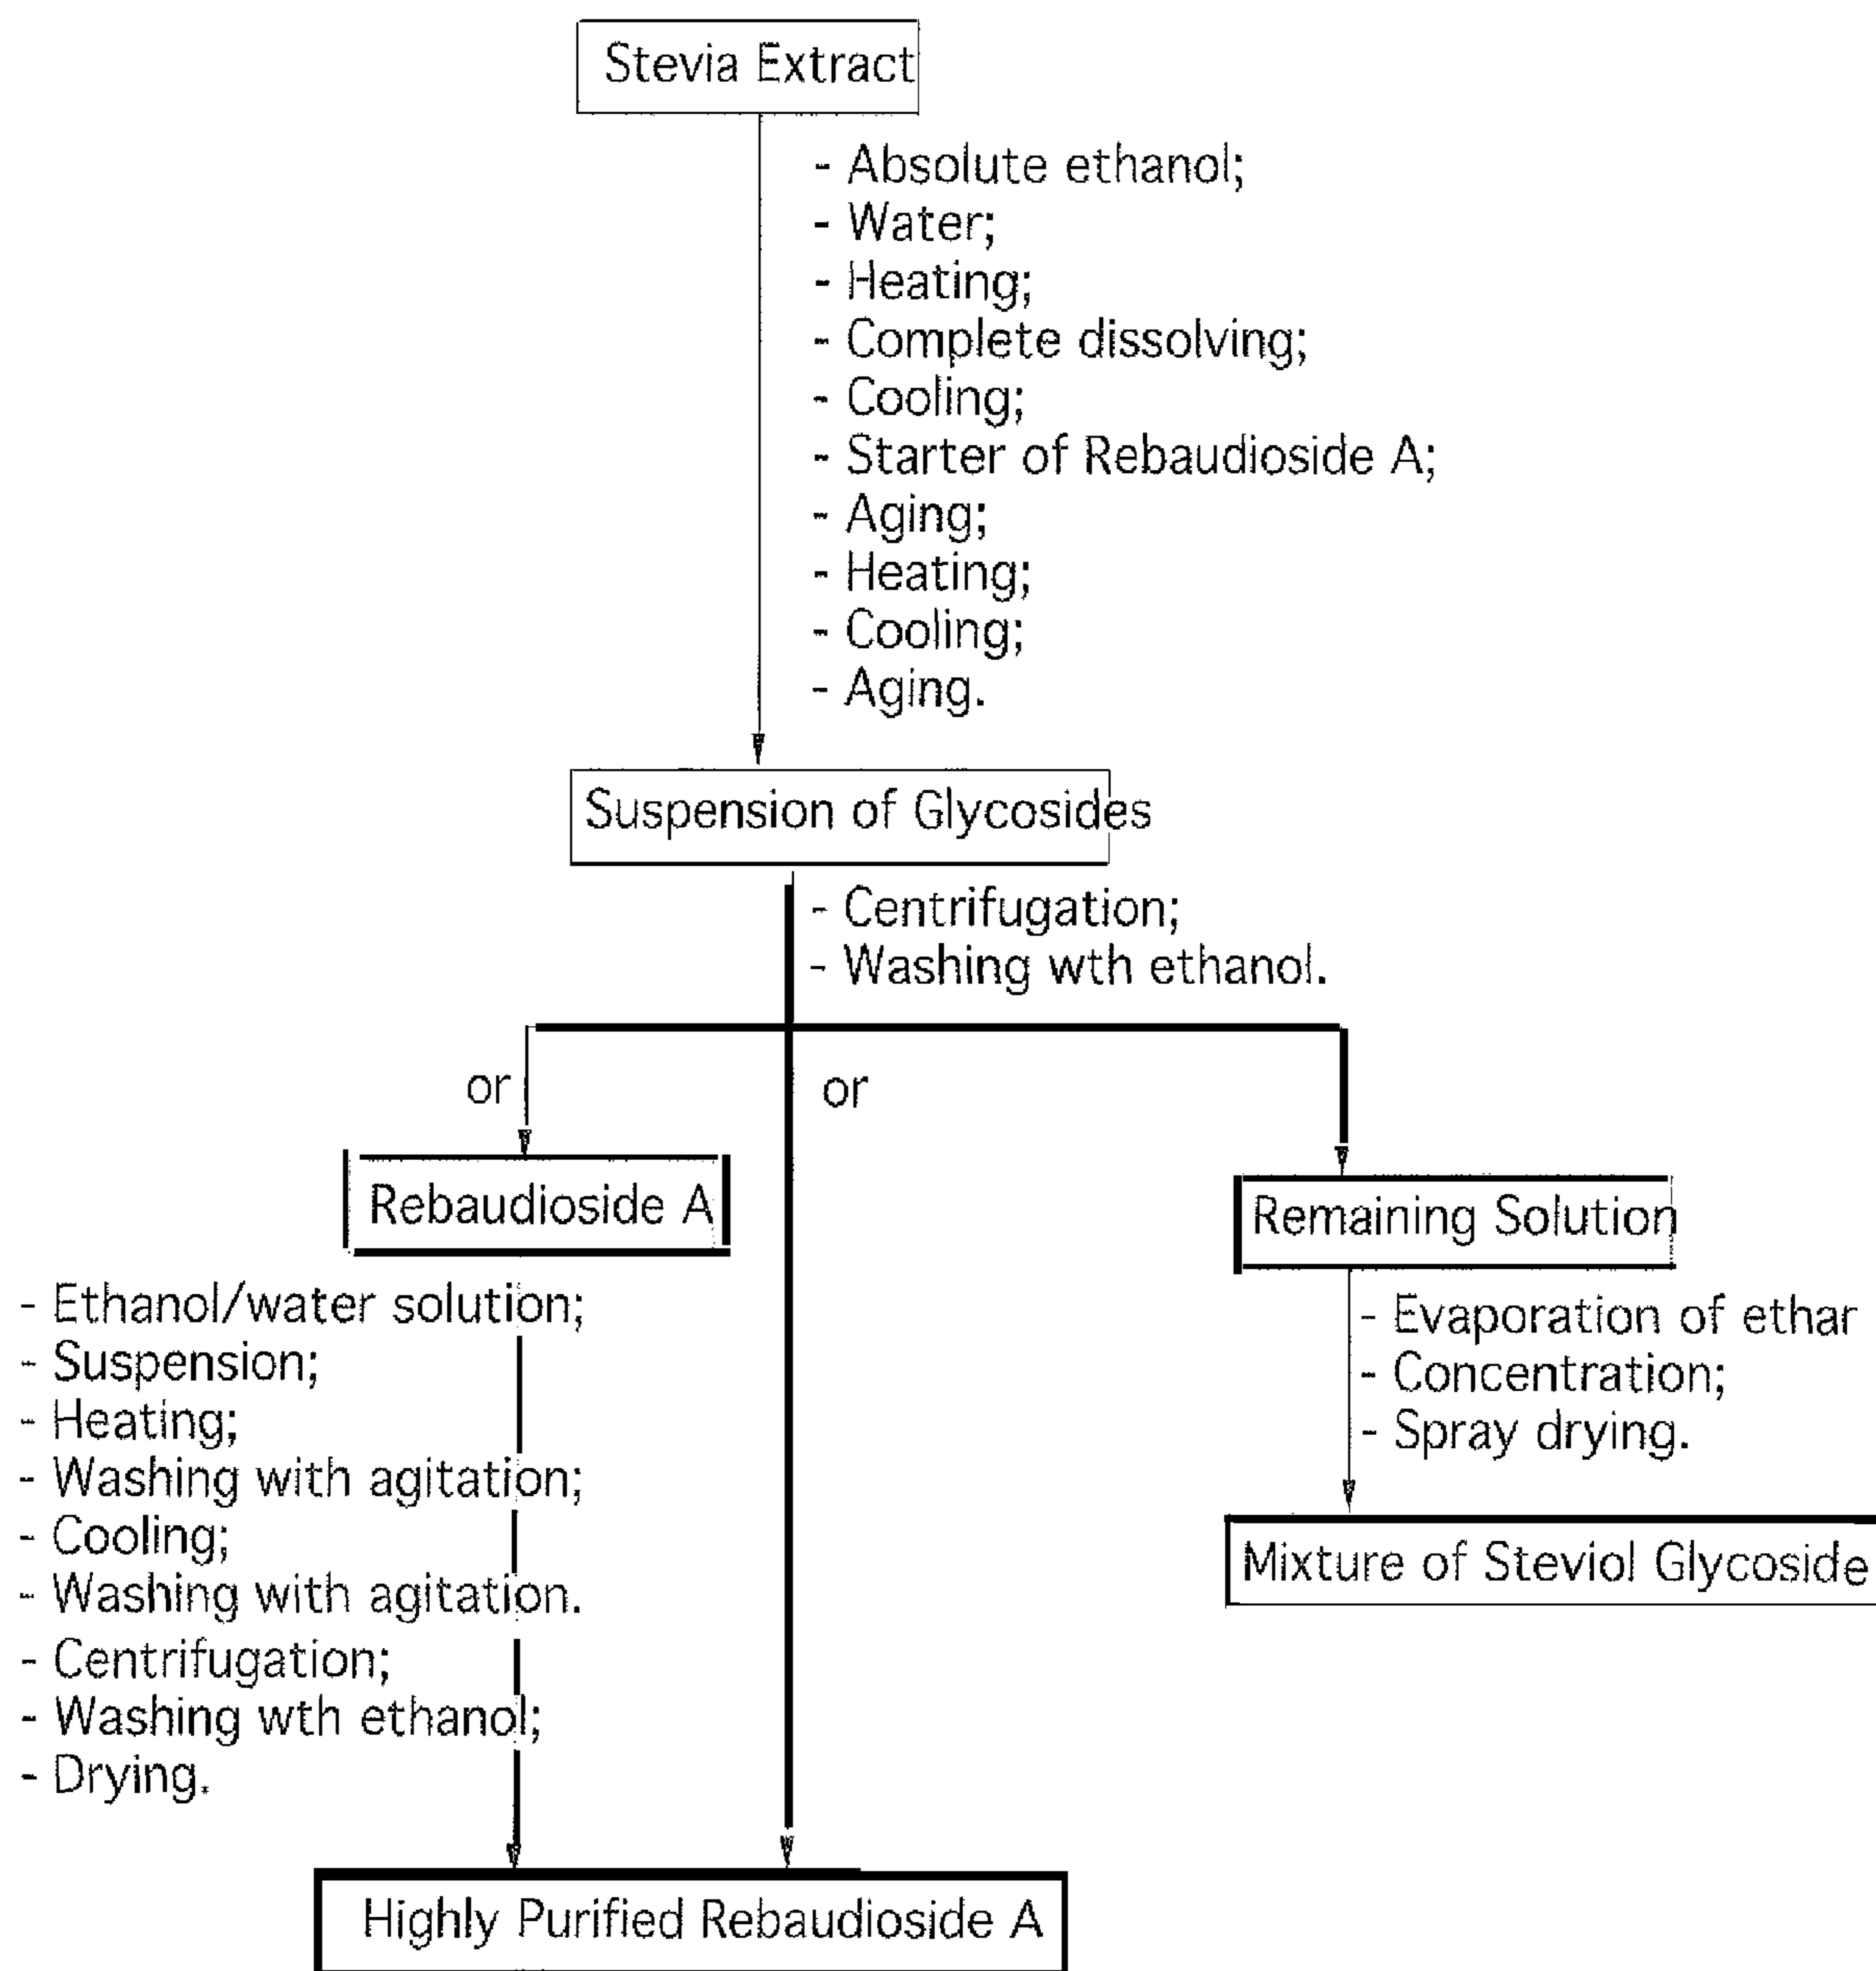 Stevia Extract
- Absolute ethanol;
- Water;
- Heating;
- Complete dissolving;
- Cooling;
- Starter of Rebaudioside A;
- Aging;
- Heating;
- Cooling;
- Aging.
Suspension of Glycosides
- Centrifugation;
- Washing wth ethanol.
or
or
Rebaudioside A
- Ethanol/water solution;
- Suspension;
- Heating;
- Washing with agitation;
- Cooling;
- Washing with agitation.
- Centrifugation;
- Washing wth ethanol;
- Drying.
Remaining Solution
- Evaporation of ethar
- Concentration;
- Spray drying.
Mixture of Steviol Glycoside
Highly Purified Rebaudioside A